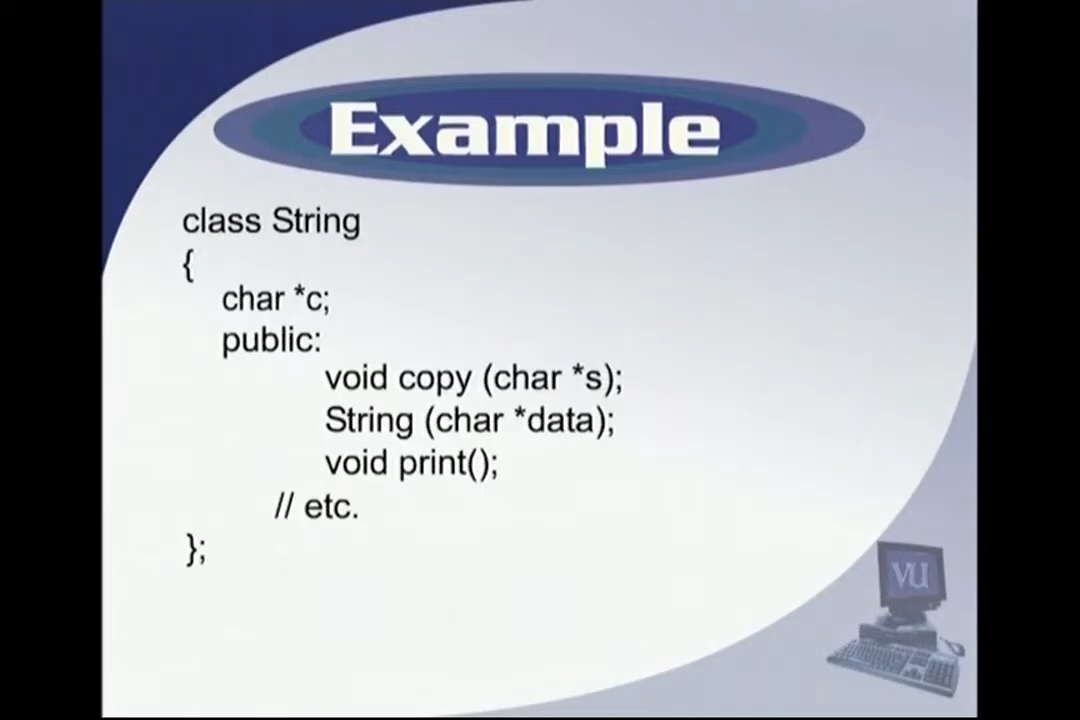 Example
class String
{
char *c;
public:
void copy (char *s);
String (char *data);
void print();
// etc.
};
VU